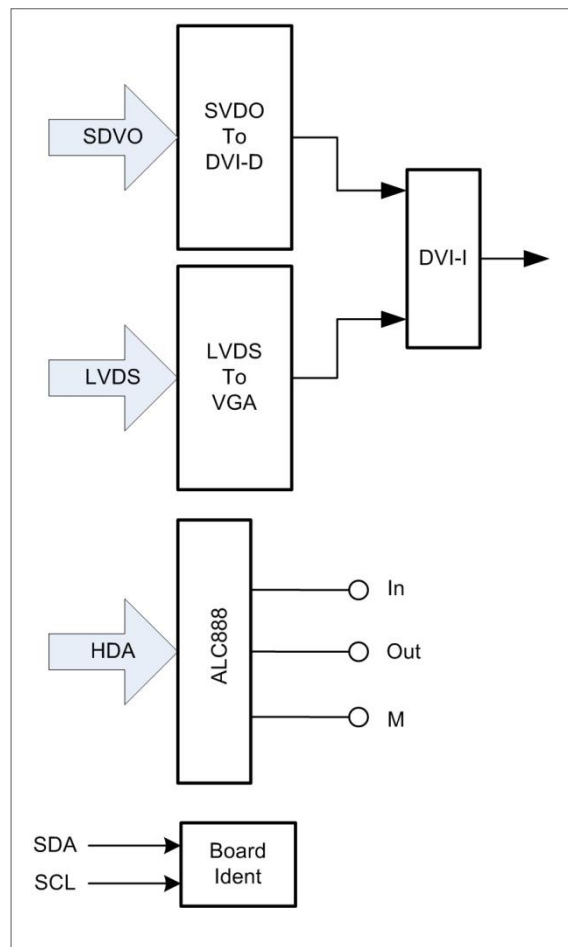 SDVO
SVDO
To
DVI-D
DVI-I
LVDS
LVDS
To
VGA
HDA
ALC888
In
Out
M
SDA
SCL
Board
Ident